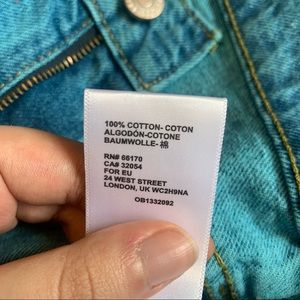 100% COTTON- COTON
ALGODÓN-COTONE
BAUMWOLLE- 棉
RN# 66170
CA# 32054
FOR EU
24 WEST STREET
LONDON, UK WC2H9NA
OB1332092